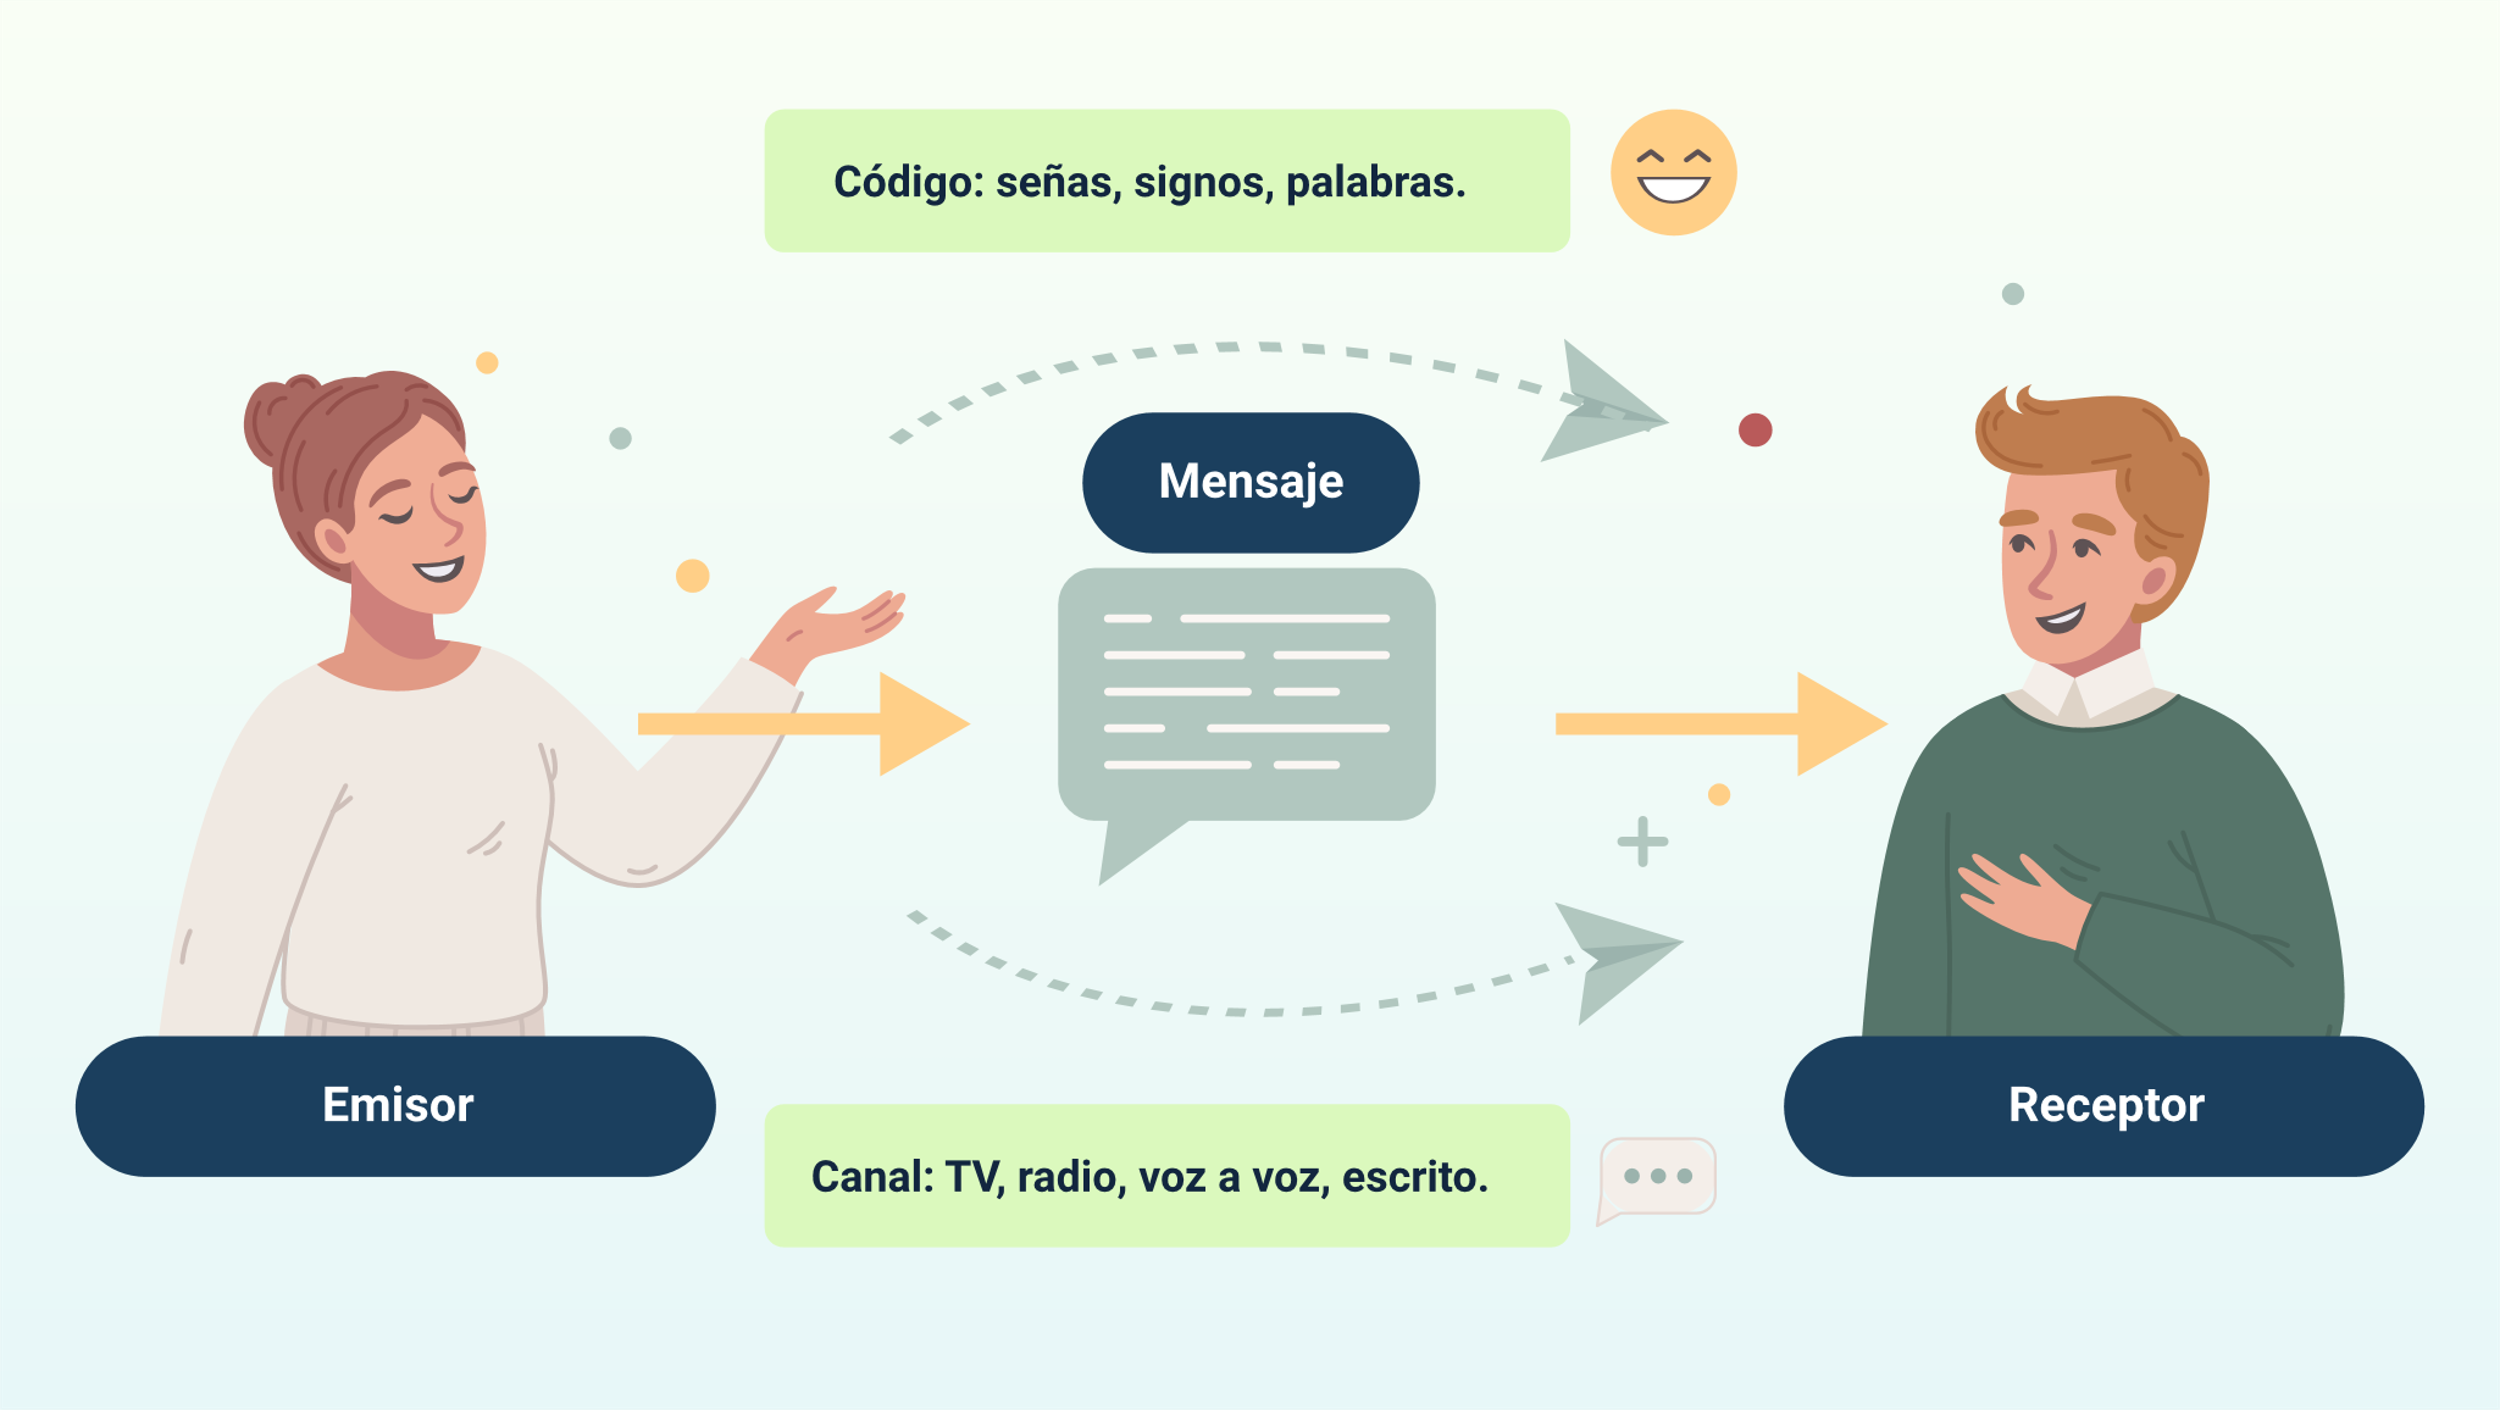 Código: señas, signos, palabras.
Mensaje
Emisor
Receptor
Canal: TV, radio, voz a voz, escrito.